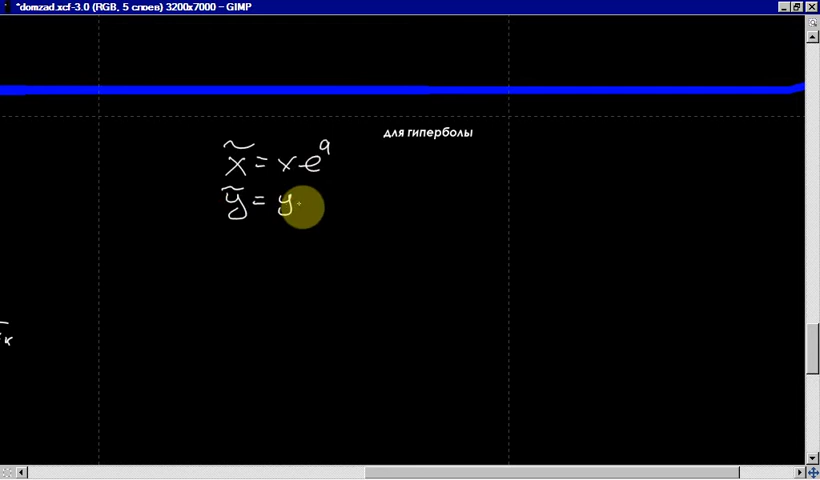 *domzad.xcf-3.0 (RGB, 5 слоев) 3200x7000 – GIMP
для гиперболы
x̃ = x·e^a
ỹ = y·